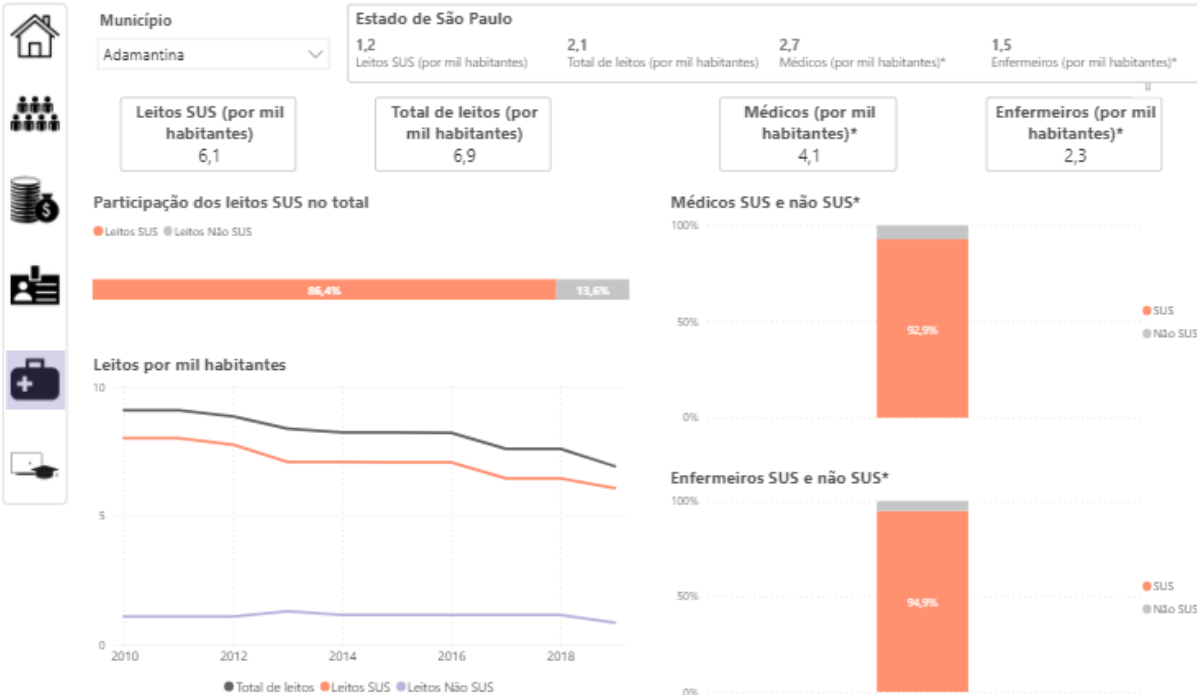 Município
Adamantina
Estado de São Paulo
1,2
Leitos SUS (por mil habitantes)
2,1
Total de leitos (por mil habitantes)
2,7
Médicos (por mil habitantes)*
1,5
Enfermeiros (por mil habitantes)*
Leitos SUS (por mil
habitantes)
6,1
Total de leitos (por
mil habitantes)
6,9
Médicos (por mil
habitantes)*
4,1
Enfermeiros (por mil
habitantes)*
2,3
Participação dos leitos SUS no total
Leitos SUS Leitos Não SUS
86,4% 13,6%
Leitos por mil habitantes
10
5
0
2010 2012 2014 2016 2018
Total de leitos Leitos SUS Leitos Não SUS
Médicos SUS e não SUS*
100%
50%
0%
92,9%
SUS
Não SUS
Enfermeiros SUS e não SUS*
100%
50%
0%
94,9%
SUS
Não SUS